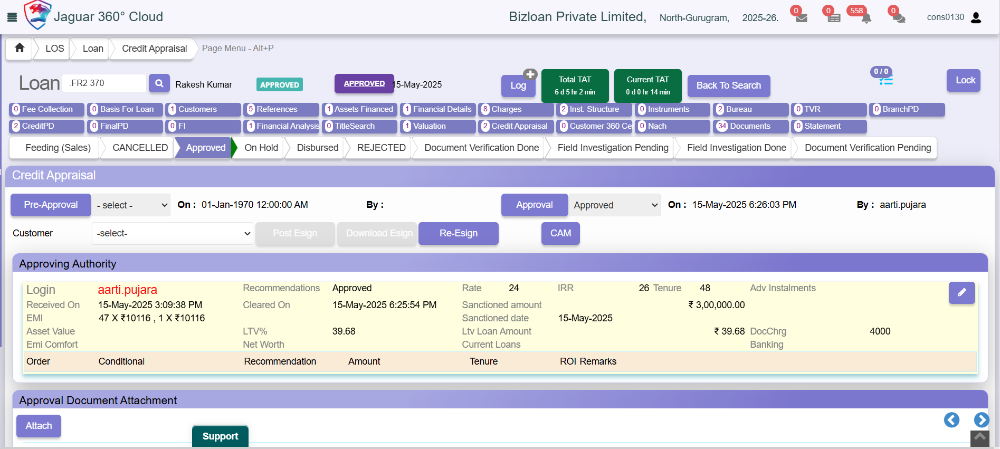 Jaguar 360° Cloud
Bizloan Private Limited, North-Gurugram, 2025-26. 0 0 558 0 cons0130
LOS Loan Credit Appraisal Page Menu - Alt+P
Loan .FR2 370 Rakesh Kumar APPROVED APPROVED 15-May-2025 Log Total TAT 6 d 5 hr 2 min Current TAT 0 d 0 hr 14 min Back To Search 0 / 0 Lock
0 Fee Collection 0 Basis For Loan 1 Customers 5 References 1 Assets Financed 1 Financial Details 8 Charges 2 Inst. Structure 0 Instruments 2 Bureau 0 TVR 0 BranchPD
2 CreditPD 0 FinalPD 0 FI 1 Financial Analysis 0 TitleSearch 1 Valuation 2 Credit Appraisal 0 Customer 360 Ce 0 Nach 34 Documents 0 Statement
Feeding (Sales) CANCELLED Approved On Hold Disbursed REJECTED Document Verification Done Field Investigation Pending Field Investigation Done Document Verification Pending
Credit Appraisal
Pre-Approval - select - On : 01-Jan-1970 12:00:00 AM By : Approval Approved On : 15-May-2025 6:26:03 PM By : aarti.pujara
Customer -select- Post Esign Download Esign Re-Esign CAM
Approving Authority
Login aarti.pujara Recommendations Approved Rate 24 IRR 26 Tenure 48 Adv Instalments
Received On 15-May-2025 3:09:38 PM Cleared On 15-May-2025 6:25:54 PM Sanctioned amount ₹ 3,00,000.00
EMI 47 X ₹10116 , 1 X ₹10116 Sanctioned date 15-May-2025
Asset Value LTV% 39.68 Ltv Loan Amount ₹ 39.68 DocChrg 4000
Emi Comfort Net Worth Current Loans Banking
Order Conditional Recommendation Amount Tenure ROI Remarks
Approval Document Attachment
Attach
Support